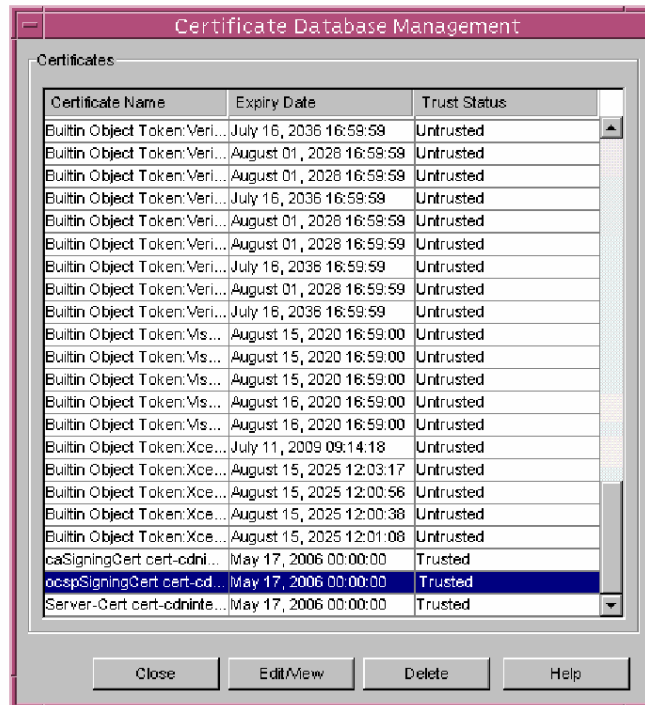 Certificate Database Management
Certificates
Certificate Name Expiry Date Trust Status
Builtin Object Token:Veri... July 16, 2036 16:59:59 Untrusted
Builtin Object Token:Veri... August 01, 2028 16:59:59 Untrusted
Builtin Object Token:Veri... August 01, 2028 16:59:59 Untrusted
Builtin Object Token:Veri... July 16, 2036 16:59:59 Untrusted
Builtin Object Token:Veri... August 01, 2028 16:59:59 Untrusted
Builtin Object Token:Veri... August 01, 2028 16:59:59 Untrusted
Builtin Object Token:Veri... July 16, 2036 16:59:59 Untrusted
Builtin Object Token:Veri... August 01, 2028 16:59:59 Untrusted
Builtin Object Token:Veri... July 16, 2036 16:59:59 Untrusted
Builtin Object Token:Vis... August 15, 2020 16:59:00 Untrusted
Builtin Object Token:Vis... August 15, 2020 16:59:00 Untrusted
Builtin Object Token:Vis... August 15, 2020 16:59:00 Untrusted
Builtin Object Token:Vis... August 16, 2020 16:59:00 Untrusted
Builtin Object Token:Vis... August 16, 2020 16:59:00 Untrusted
Builtin Object Token:Xce... July 11, 2009 09:14:18 Untrusted
Builtin Object Token:Xce... August 15, 2025 12:03:17 Untrusted
Builtin Object Token:Xce... August 15, 2025 12:00:56 Untrusted
Builtin Object Token:Xce... August 15, 2025 12:00:38 Untrusted
Builtin Object Token:Xce... August 15, 2025 12:01:08 Untrusted
caSigningCert cert-cdni... May 17, 2006 00:00:00 Trusted
ocspSigningCert cert-cd... May 17, 2006 00:00:00 Trusted
Server-Cert cert-cdninte... May 17, 2006 00:00:00 Trusted
Close Edit/View Delete Help